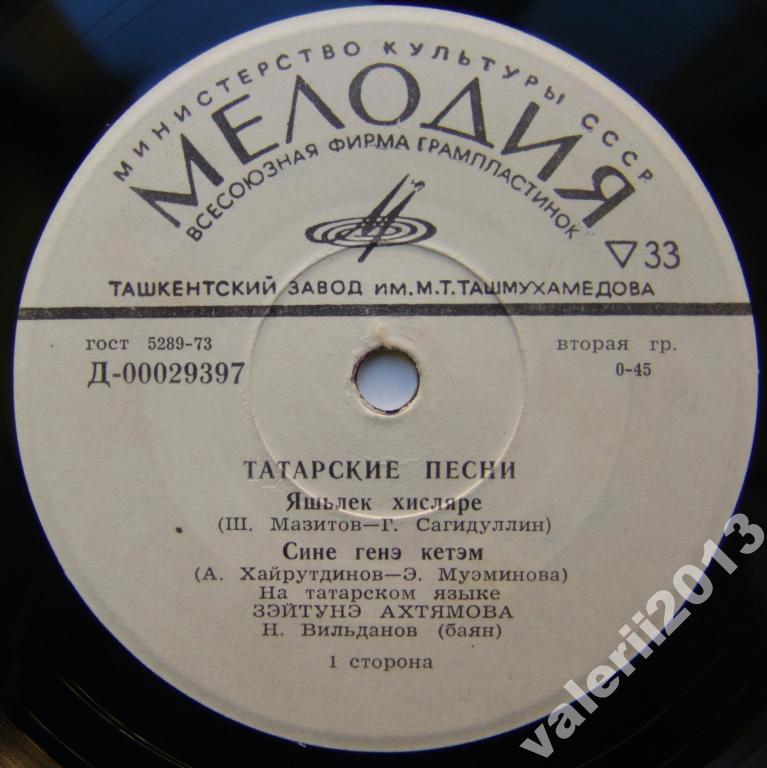 МИНИСТЕРСТВО КУЛЬТУРЫ СССР
МЕЛОДИЯ
ВСЕСОЮЗНАЯ ФИРМА ГРАМПЛАСТИНОК
▽33
ТАШКЕНТСКИЙ ЗАВОД ИМ. М.Т. ТАШМУХАМЕДОВА
гост 5289-73
вторая гр.
Д-00029397
0-45
ТАТАРСКИЕ ПЕСНИ
Яшьлек хисляре
(Ш. Мазитов—Г. Сагидуллин)
Сине генэ кетэм
(А. Хайрутдинов—Э. Муэминова)
На татарском языке
ЗЭЙТУНЭ АХТЯМОВА
Н. Вильданов (баян)
1 сторона
valerii2013